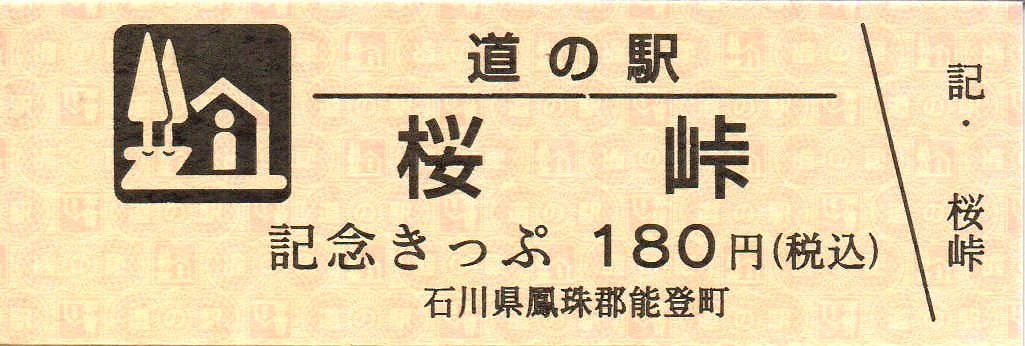 道の駅
桜峠
記念きっぷ 180円(税込)
石川県鳳珠郡能登町
記・桜峠